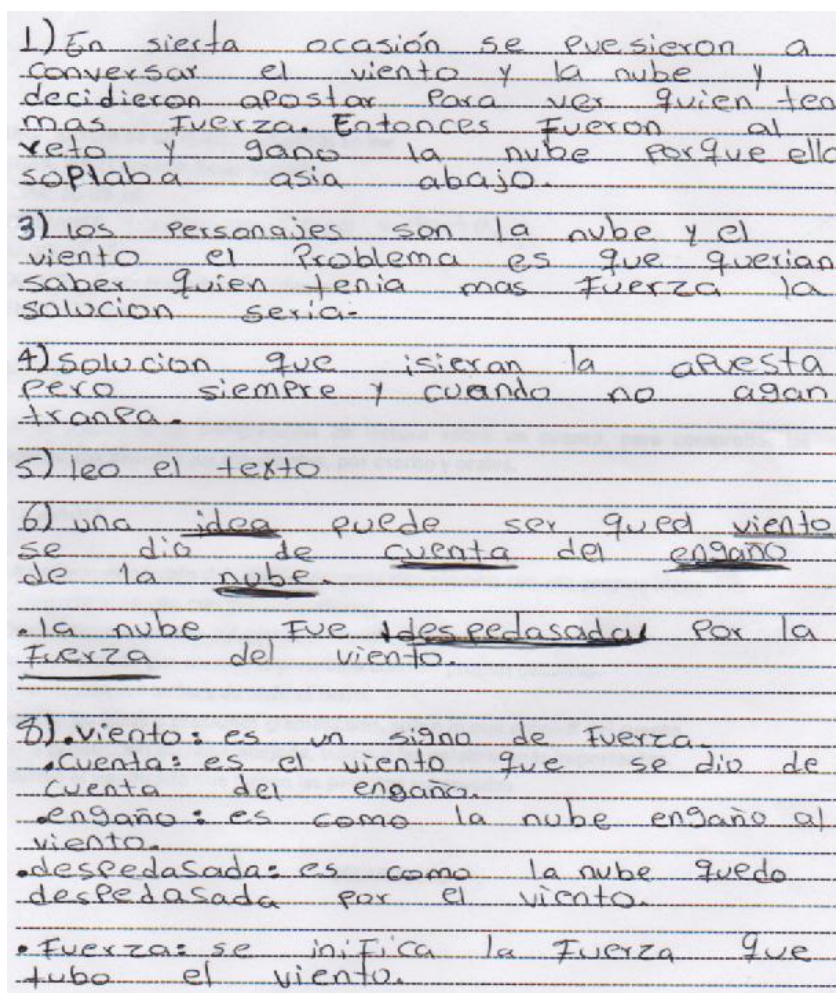 1) En sierta ocasión se puesieron a
conversar el viento y la nube y
decidieron apostar para ver quien ten
mas fuerza. Entonces fueron al
reto y gano la nube porque ella
soplaba asia abajo.
3) los personajes son la nube y el
viento el problema es que querian
saber quien tenia mas fuerza la
solucion seria.
4) solucion que isieran la apuesta
pero siempre y cuando no agan
tranpa.
5) leo el texto
6) una idea puede ser qued viento
se dio de cuenta del engaño
de la nube.
.la nube fue despedasada por la
fuerza del viento.
8).viento: es un signo de fuerza.
.cuenta: es el viento que se dio de
cuenta del engaño.
.engaño: es como la nube engaño al
viento.
.despedasada: es como la nube quedo
despedasada por el viento.
.fuerza: se inifica la fuerza que
tubo el viento.